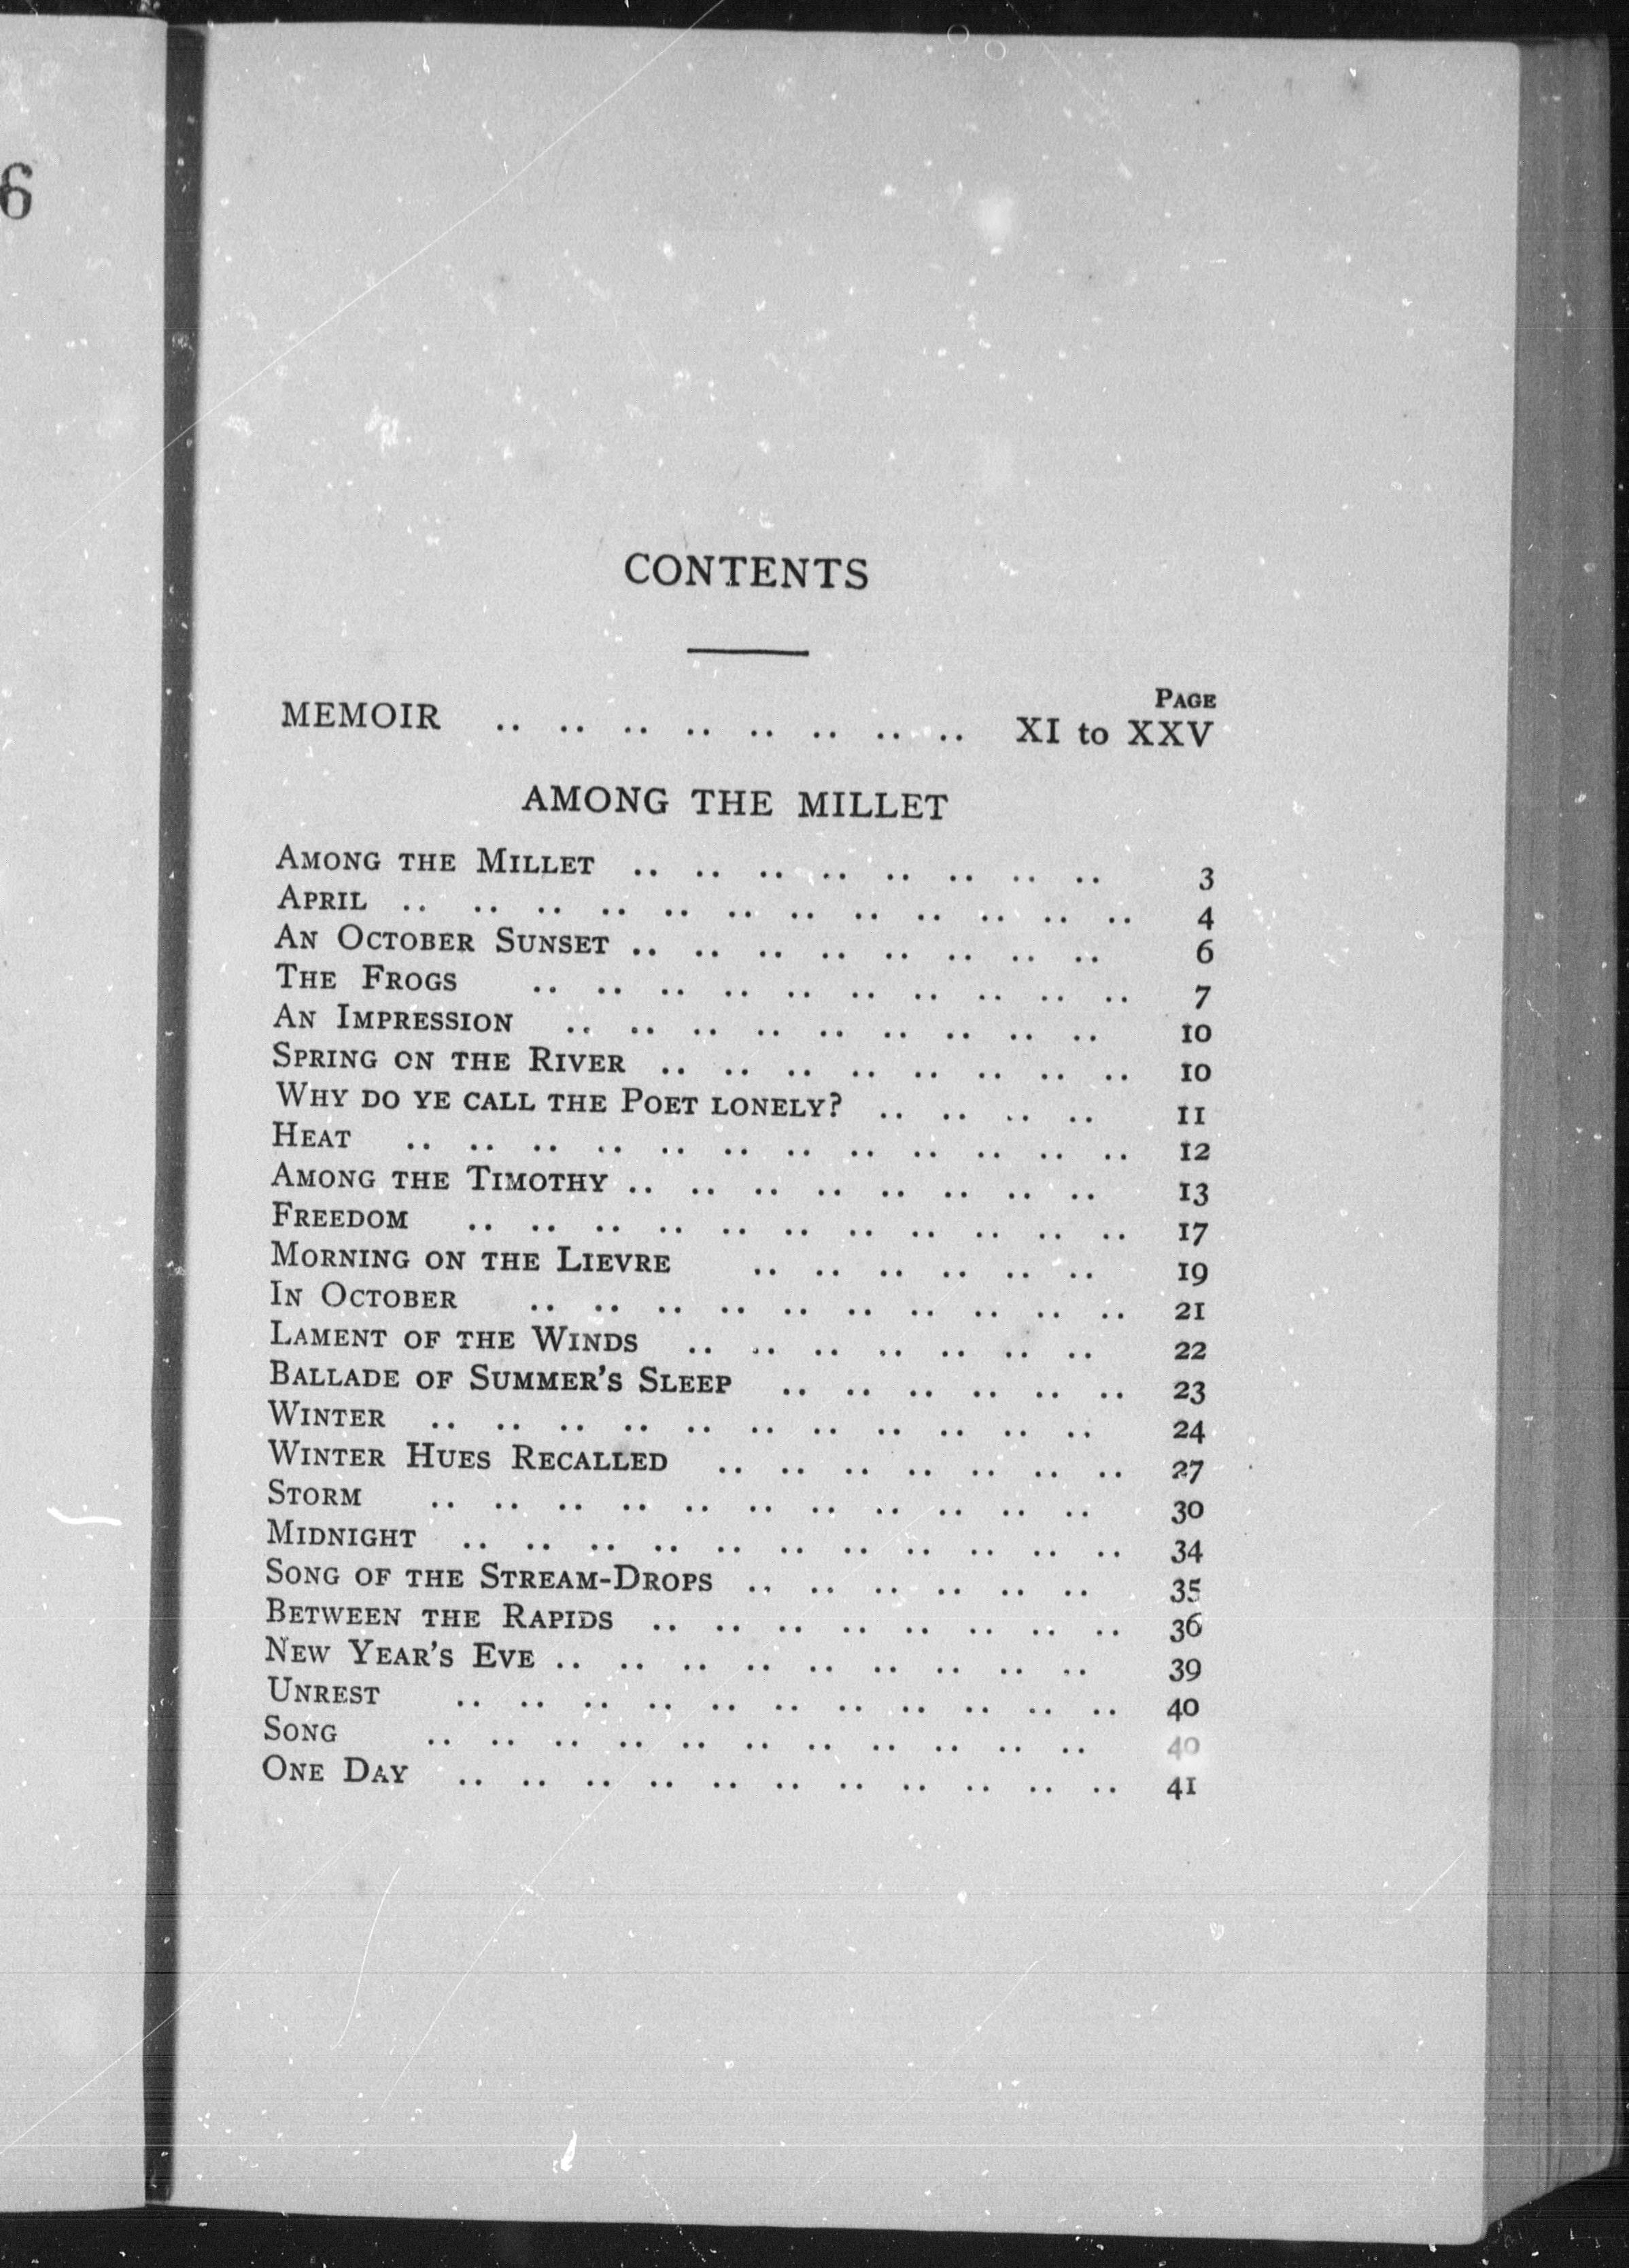 6
CONTENTS
PAGE
MEMOIR .. .. .. .. .. .. .. .. XI to XXV
AMONG THE MILLET
AMONG THE MILLET .. .. .. .. .. .. .. .. 3
APRIL .. .. .. .. .. .. .. .. .. .. .. .. 4
AN OCTOBER SUNSET .. .. .. .. .. .. .. .. 6
THE FROGS .. .. .. .. .. .. .. .. .. .. 7
AN IMPRESSION .. .. .. .. .. .. .. .. .. 10
SPRING ON THE RIVER .. .. .. .. .. .. .. .. 10
WHY DO YE CALL THE POET LONELY? .. .. .. .. 11
HEAT .. .. .. .. .. .. .. .. .. .. .. .. 12
AMONG THE TIMOTHY .. .. .. .. .. .. .. .. 13
FREEDOM .. .. .. .. .. .. .. .. .. .. .. 17
MORNING ON THE LIEVRE .. .. .. .. .. .. 19
IN OCTOBER .. .. .. .. .. .. .. .. .. .. 21
LAMENT OF THE WINDS .. .. .. .. .. .. .. 22
BALLADE OF SUMMER'S SLEEP .. .. .. .. .. .. 23
WINTER .. .. .. .. .. .. .. .. .. .. .. 24
WINTER HUES RECALLED .. .. .. .. .. .. .. 27
STORM .. .. .. .. .. .. .. .. .. .. .. 30
MIDNIGHT .. .. .. .. .. .. .. .. .. .. .. 34
SONG OF THE STREAM-DROPS .. .. .. .. .. .. 35
BETWEEN THE RAPIDS .. .. .. .. .. .. .. .. 36
NEW YEAR'S EVE .. .. .. .. .. .. .. .. .. 39
UNREST .. .. .. .. .. .. .. .. .. .. .. 40
SONG .. .. .. .. .. .. .. .. .. .. .. 40
ONE DAY .. .. .. .. .. .. .. .. .. .. .. 41